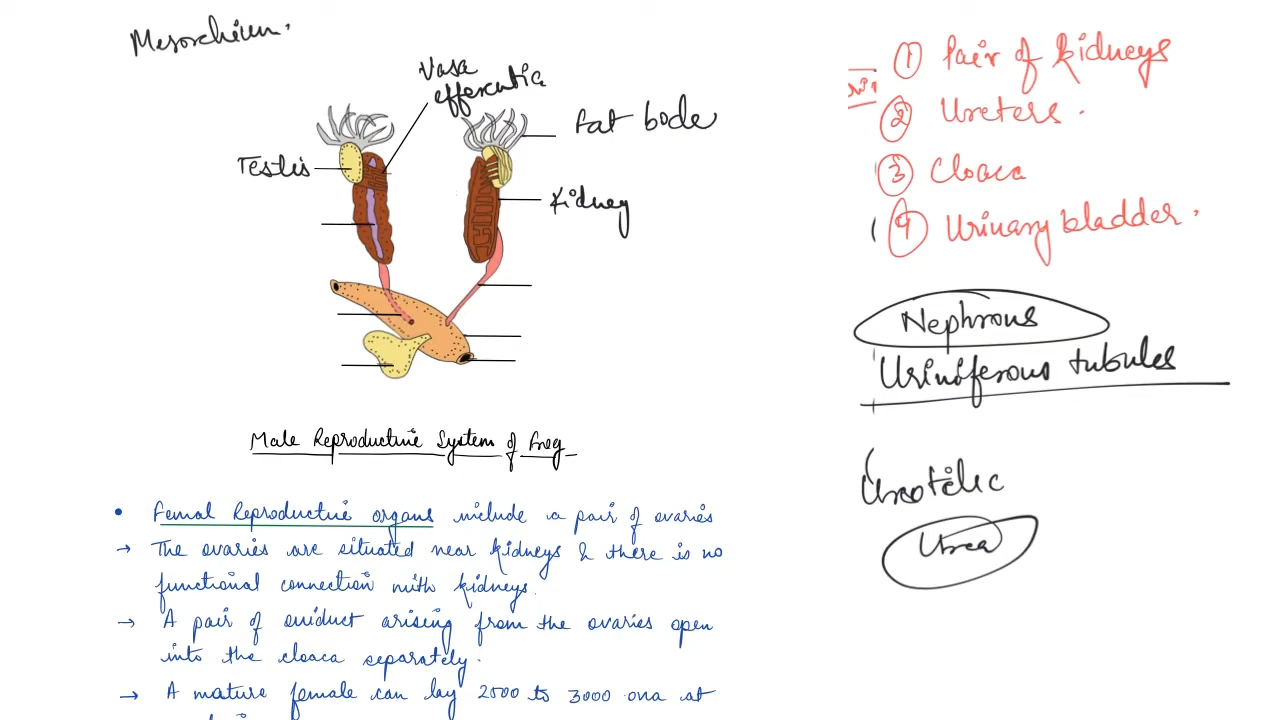 Mesorchium.
Vasa
efferentia
Fat bode
Testis
Kidney
Male Reproductive System of Frog
• Femal Reproductive organs include a pair of ovaries
→ The ovaries are situated near kidneys & there is no
functional connection with kidneys.
→ A pair of oviduct arising from the ovaries open
into the cloaca separately.
→ A mature female can lay 2500 to 3000 ova at
① Pair of kidneys
② Ureters.
③ Cloaca
④ Urinary bladder.
Nephrous
Uriniferous tubules
Ureotelic
Urea